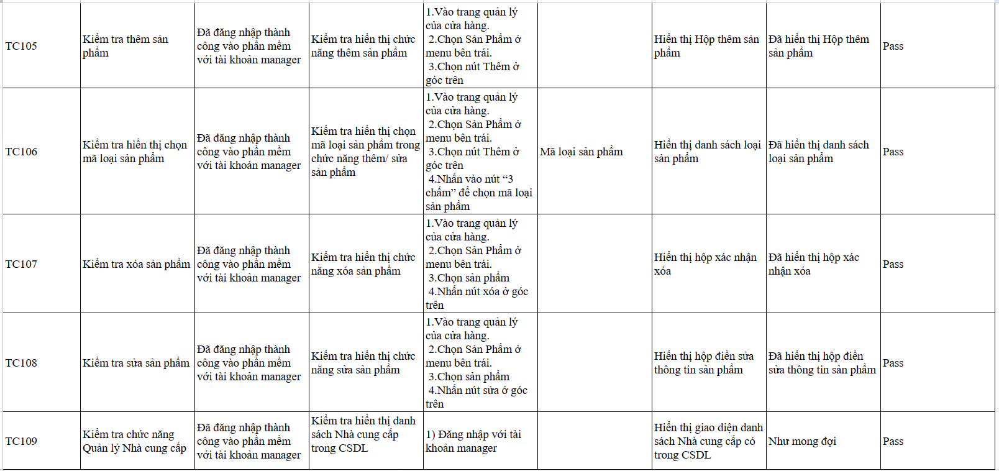 TC105
Kiểm tra thêm sản
phẩm
Đã đăng nhập thành
công vào phần mềm
với tài khoản manager
Kiểm tra hiển thị chức
năng thêm sản phẩm
1.Vào trang quản lý
của cửa hàng.
2.Chọn Sản Phẩm ở
menu bên trái.
3.Chọn nút Thêm ở
góc trên
Hiển thị Hộp thêm sản
phẩm
Đã hiển thị Hộp thêm
sản phẩm
Pass
TC106
Kiểm tra hiển thị chọn
mã loại sản phẩm
Đã đăng nhập thành
công vào phần mềm
với tài khoản manager
Kiểm tra hiển thị chọn
mã loại sản phẩm trong
chức năng thêm/ sửa
sản phẩm
1.Vào trang quản lý
của cửa hàng.
2.Chọn Sản Phẩm ở
menu bên trái.
3.Chọn nút Thêm ở
góc trên
4.Nhấn vào nút “3
chấm” để chọn mã loại
sản phẩm
Mã loại sản phẩm
Hiển thị danh sách loại
sản phẩm
Đã hiển thị danh sách
loại sản phẩm
Pass
TC107
Kiểm tra xóa sản phẩm
Đã đăng nhập thành
công vào phần mềm
với tài khoản manager
Kiểm tra hiển thị chức
năng xóa sản phẩm
1.Vào trang quản lý
của cửa hàng.
2.Chọn Sản Phẩm ở
menu bên trái.
3.Chọn sản phẩm
4.Nhấn nút xóa ở góc
trên
Hiển thị hộp xác nhận
xóa
Đã hiển thị hộp xác
nhận xóa
Pass
TC108
Kiểm tra sửa sản phẩm
Đã đăng nhập thành
công vào phần mềm
với tài khoản manager
Kiểm tra hiển thị chức
năng sửa sản phẩm
1.Vào trang quản lý
của cửa hàng.
2.Chọn Sản Phẩm ở
menu bên trái.
3.Chọn sản phẩm
4.Nhấn nút sửa ở góc
trên
Hiển thị hộp điền sửa
thông tin sản phẩm
Đã hiển thị hộp điền
sửa thông tin sản phẩm
Pass
TC109
Kiểm tra chức năng
Quản lý Nhà cung cấp
Đã đăng nhập thành
công vào phần mềm
với tài khoản manager
Kiểm tra hiển thị danh
sách Nhà cung cấp
trong CSDL
1) Đăng nhập với tài
khoản manager
Hiển thị giao diện danh
sách Nhà cung cấp có
trong CSDL
Như mong đợi
Pass